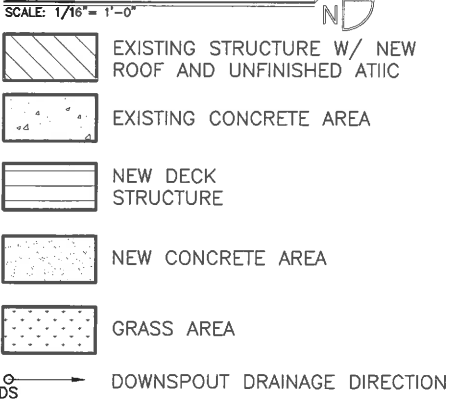 SCALE: 1/16"= 1'-0"
N
EXISTING STRUCTURE W/ NEW
ROOF AND UNFINISHED ATIIC
EXISTING CONCRETE AREA
NEW DECK
STRUCTURE
NEW CONCRETE AREA
GRASS AREA
DS
DOWNSPOUT DRAINAGE DIRECTION